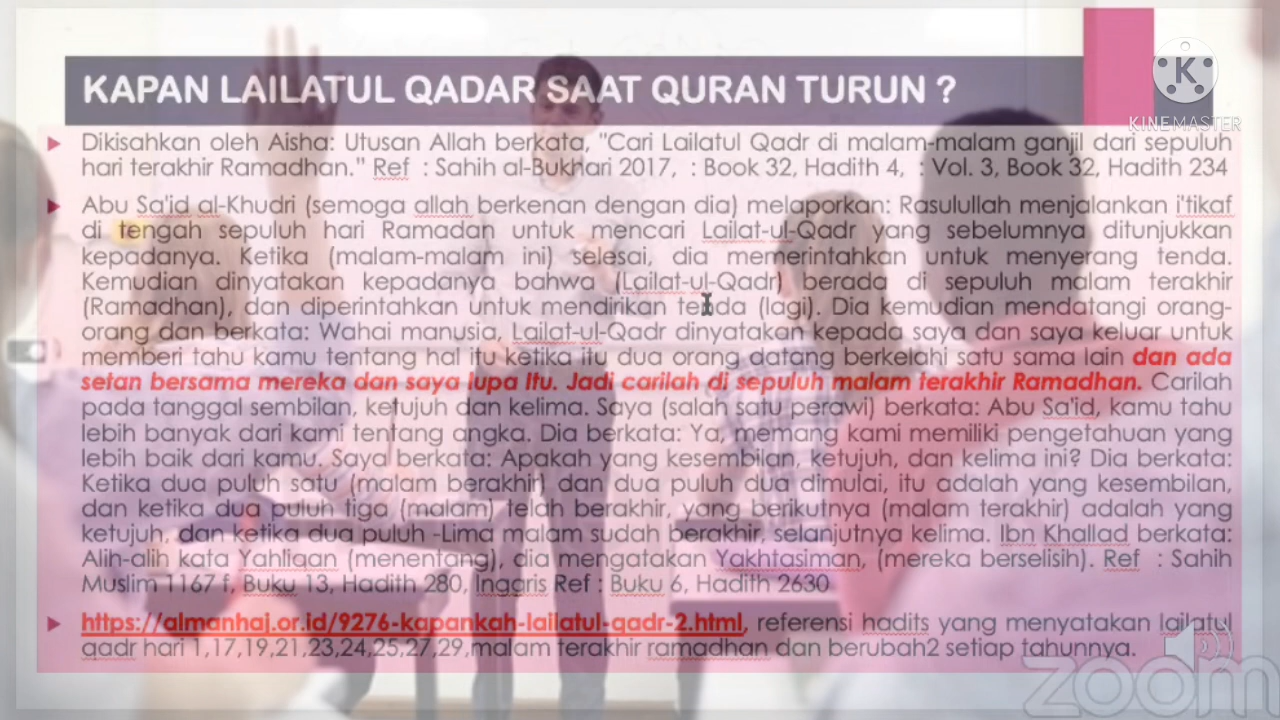 KAPAN LAILATUL QADAR SAAT QURAN TURUN ?
KINEMASTER
Dikisahkan oleh Aisha: Utusan Allah berkata, "Cari Lailatul Qadr di malam-malam ganjil dari sepuluh
hari terakhir Ramadhan." Ref : Sahih al-Bukhari 2017, : Book 32, Hadith 4, : Vol. 3, Book 32, Hadith 234
Abu Sa'id al-Khudri (semoga allah berkenan dengan dia) melaporkan: Rasulullah menjalankan i'tikaf
di tengah sepuluh hari Ramadan untuk mencari Lailat-ul-Qadr yang sebelumnya ditunjukkan
kepadanya. Ketika (malam-malam ini) selesai, dia memerintahkan untuk menyerang tenda.
Kemudian dinyatakan kepadanya bahwa (Lailat-ul-Qadr) berada di sepuluh malam terakhir
(Ramadhan), dan diperintahkan untuk mendirikan tenda (lagi). Dia kemudian mendatangi orang-
orang dan berkata: Wahai manusia, Lailat-ul-Qadr dinyatakan kepada saya dan saya keluar untuk
memberi tahu kamu tentang hal itu ketika itu dua orang datang berkelahi satu sama lain dan ada
setan bersama mereka dan saya lupa itu. Jadi carilah di sepuluh malam terakhir Ramadhan. Carilah
pada tanggal sembilan, ketujuh dan kelima. Saya (salah satu perawi) berkata: Abu Sa'id, kamu tahu
lebih banyak dari kami tentang angka. Dia berkata: Ya, memang kami memiliki pengetahuan yang
lebih baik dari kamu. Saya berkata: Apakah yang kesembilan, ketujuh, dan kelima ini? Dia berkata:
Ketika dua puluh satu (malam berakhir) dan dua puluh dua dimulai, itu adalah yang kesembilan,
dan ketika dua puluh tiga (malam) telah berakhir, yang berikutnya (malam terakhir) adalah yang
ketujuh, dan ketika dua puluh -Lima malam sudah berakhir, selanjutnya kelima. Ibn Khallad berkata:
Alih-alih kata Yahliqan (menentang), dia mengatakan Yakhtasiman, (mereka berselisih). Ref : Sahih
Muslim 1167 f, Buku 13, Hadith 280, Inggris Ref : Buku 6, Hadith 2630
https://almanhaj.or.id/9276-kapankah-lailatul-qadr-2.html, referensi hadits yang menyatakan lailatul
qadr hari 1,17,19,21,23,24,25,27,29,malam terakhir ramadhan dan berubah2 setiap tahunnya.
zoom